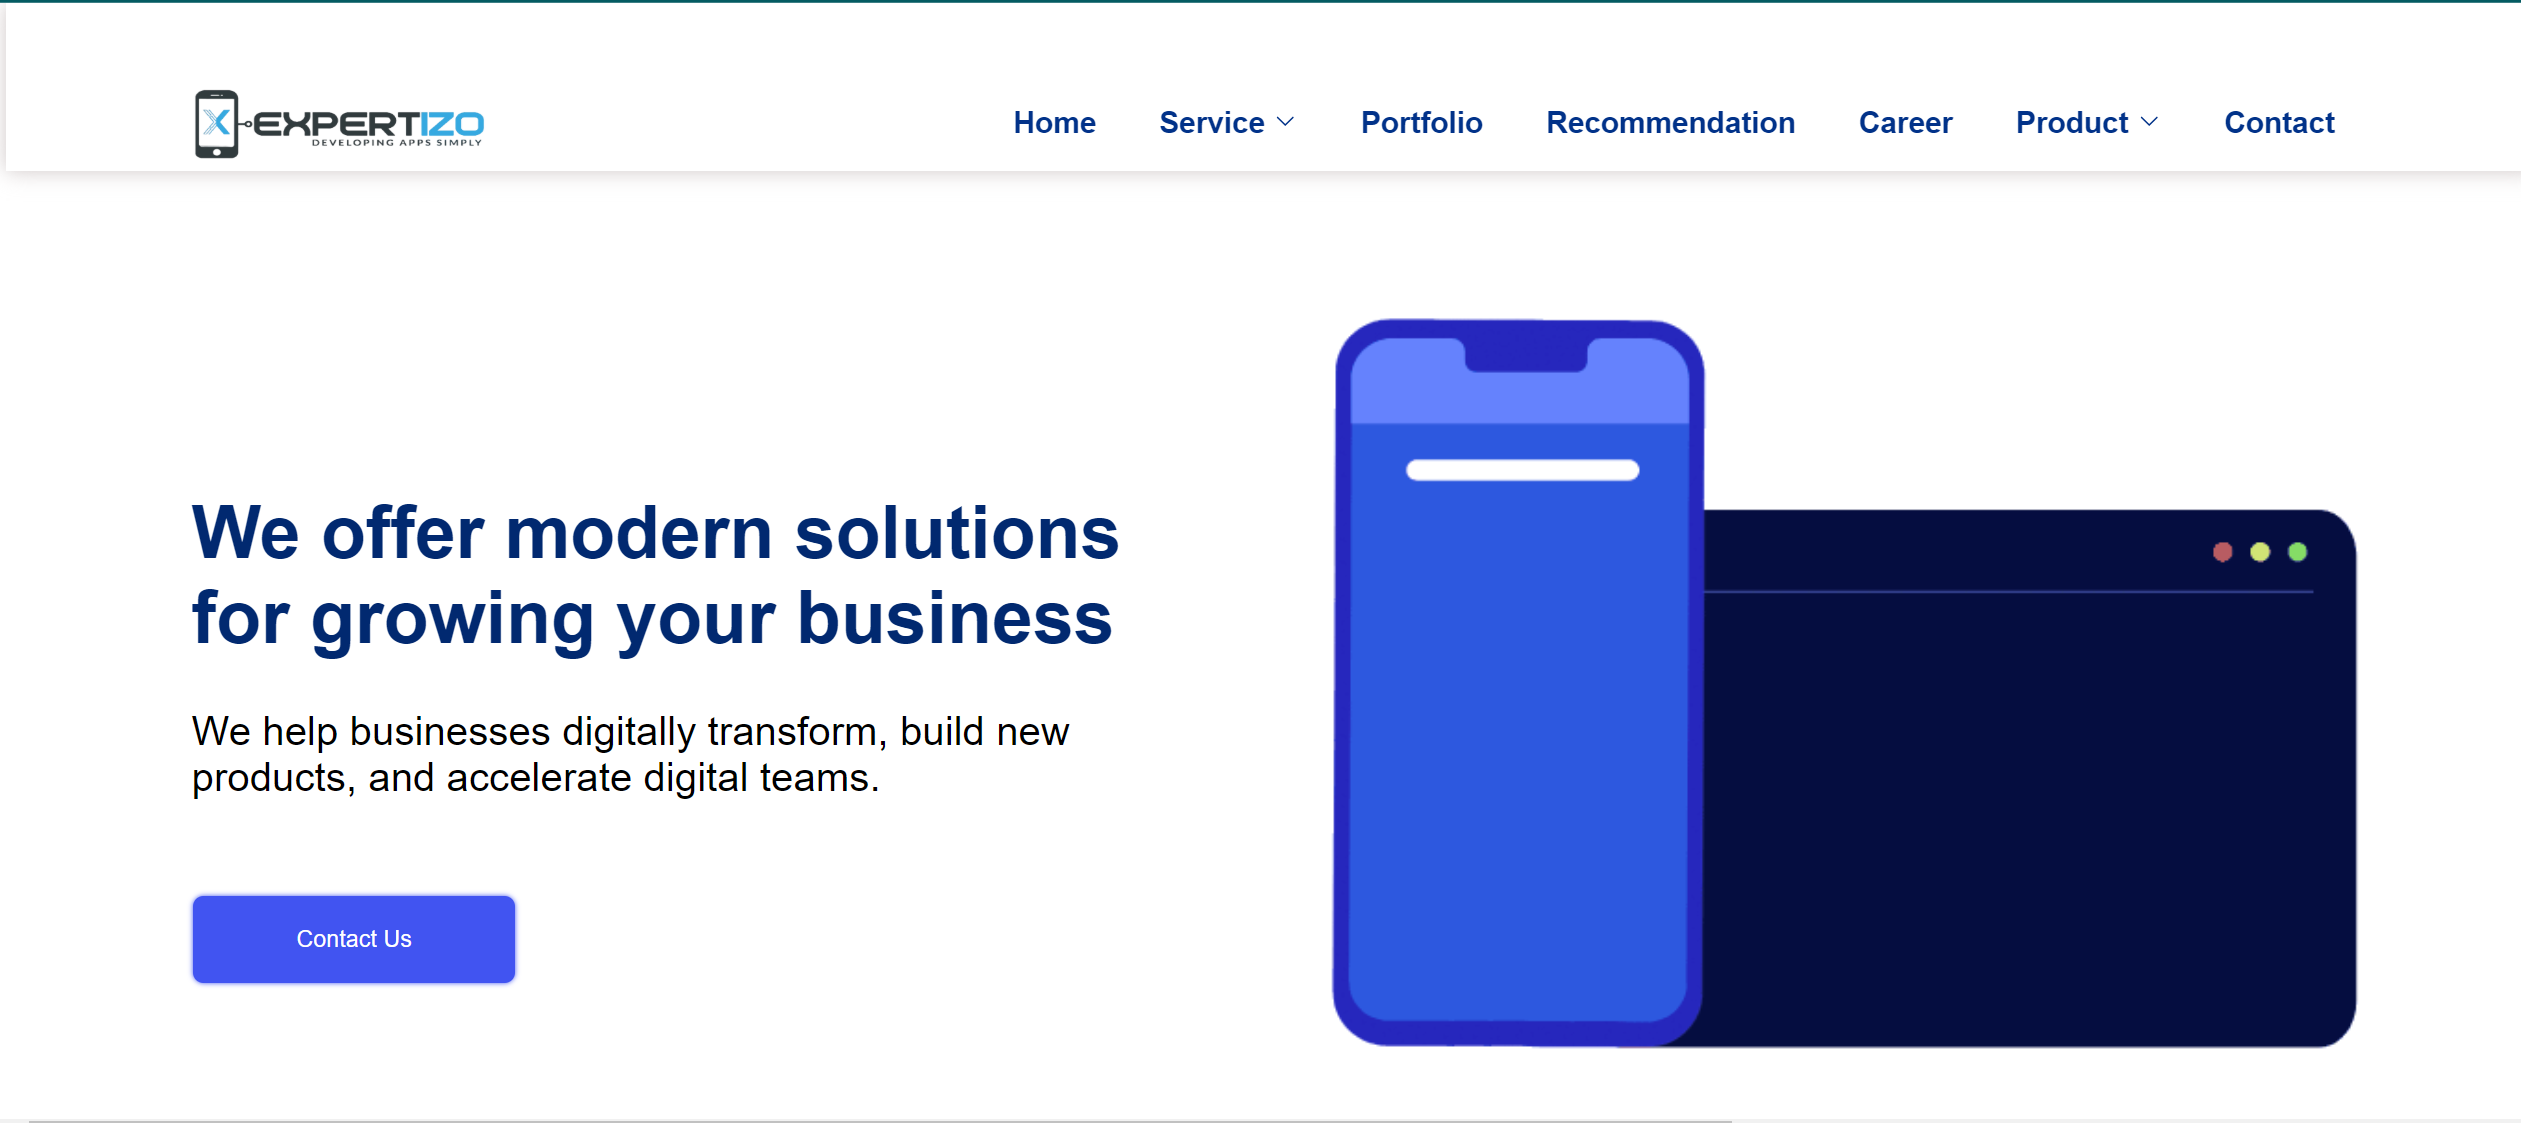 X
EXPERTIZO
DEVELOPING APPS SIMPLY
Home Service Portfolio Recommendation Career Product Contact
We offer modern solutions
for growing your business
We help businesses digitally transform, build new
products, and accelerate digital teams.
Contact Us